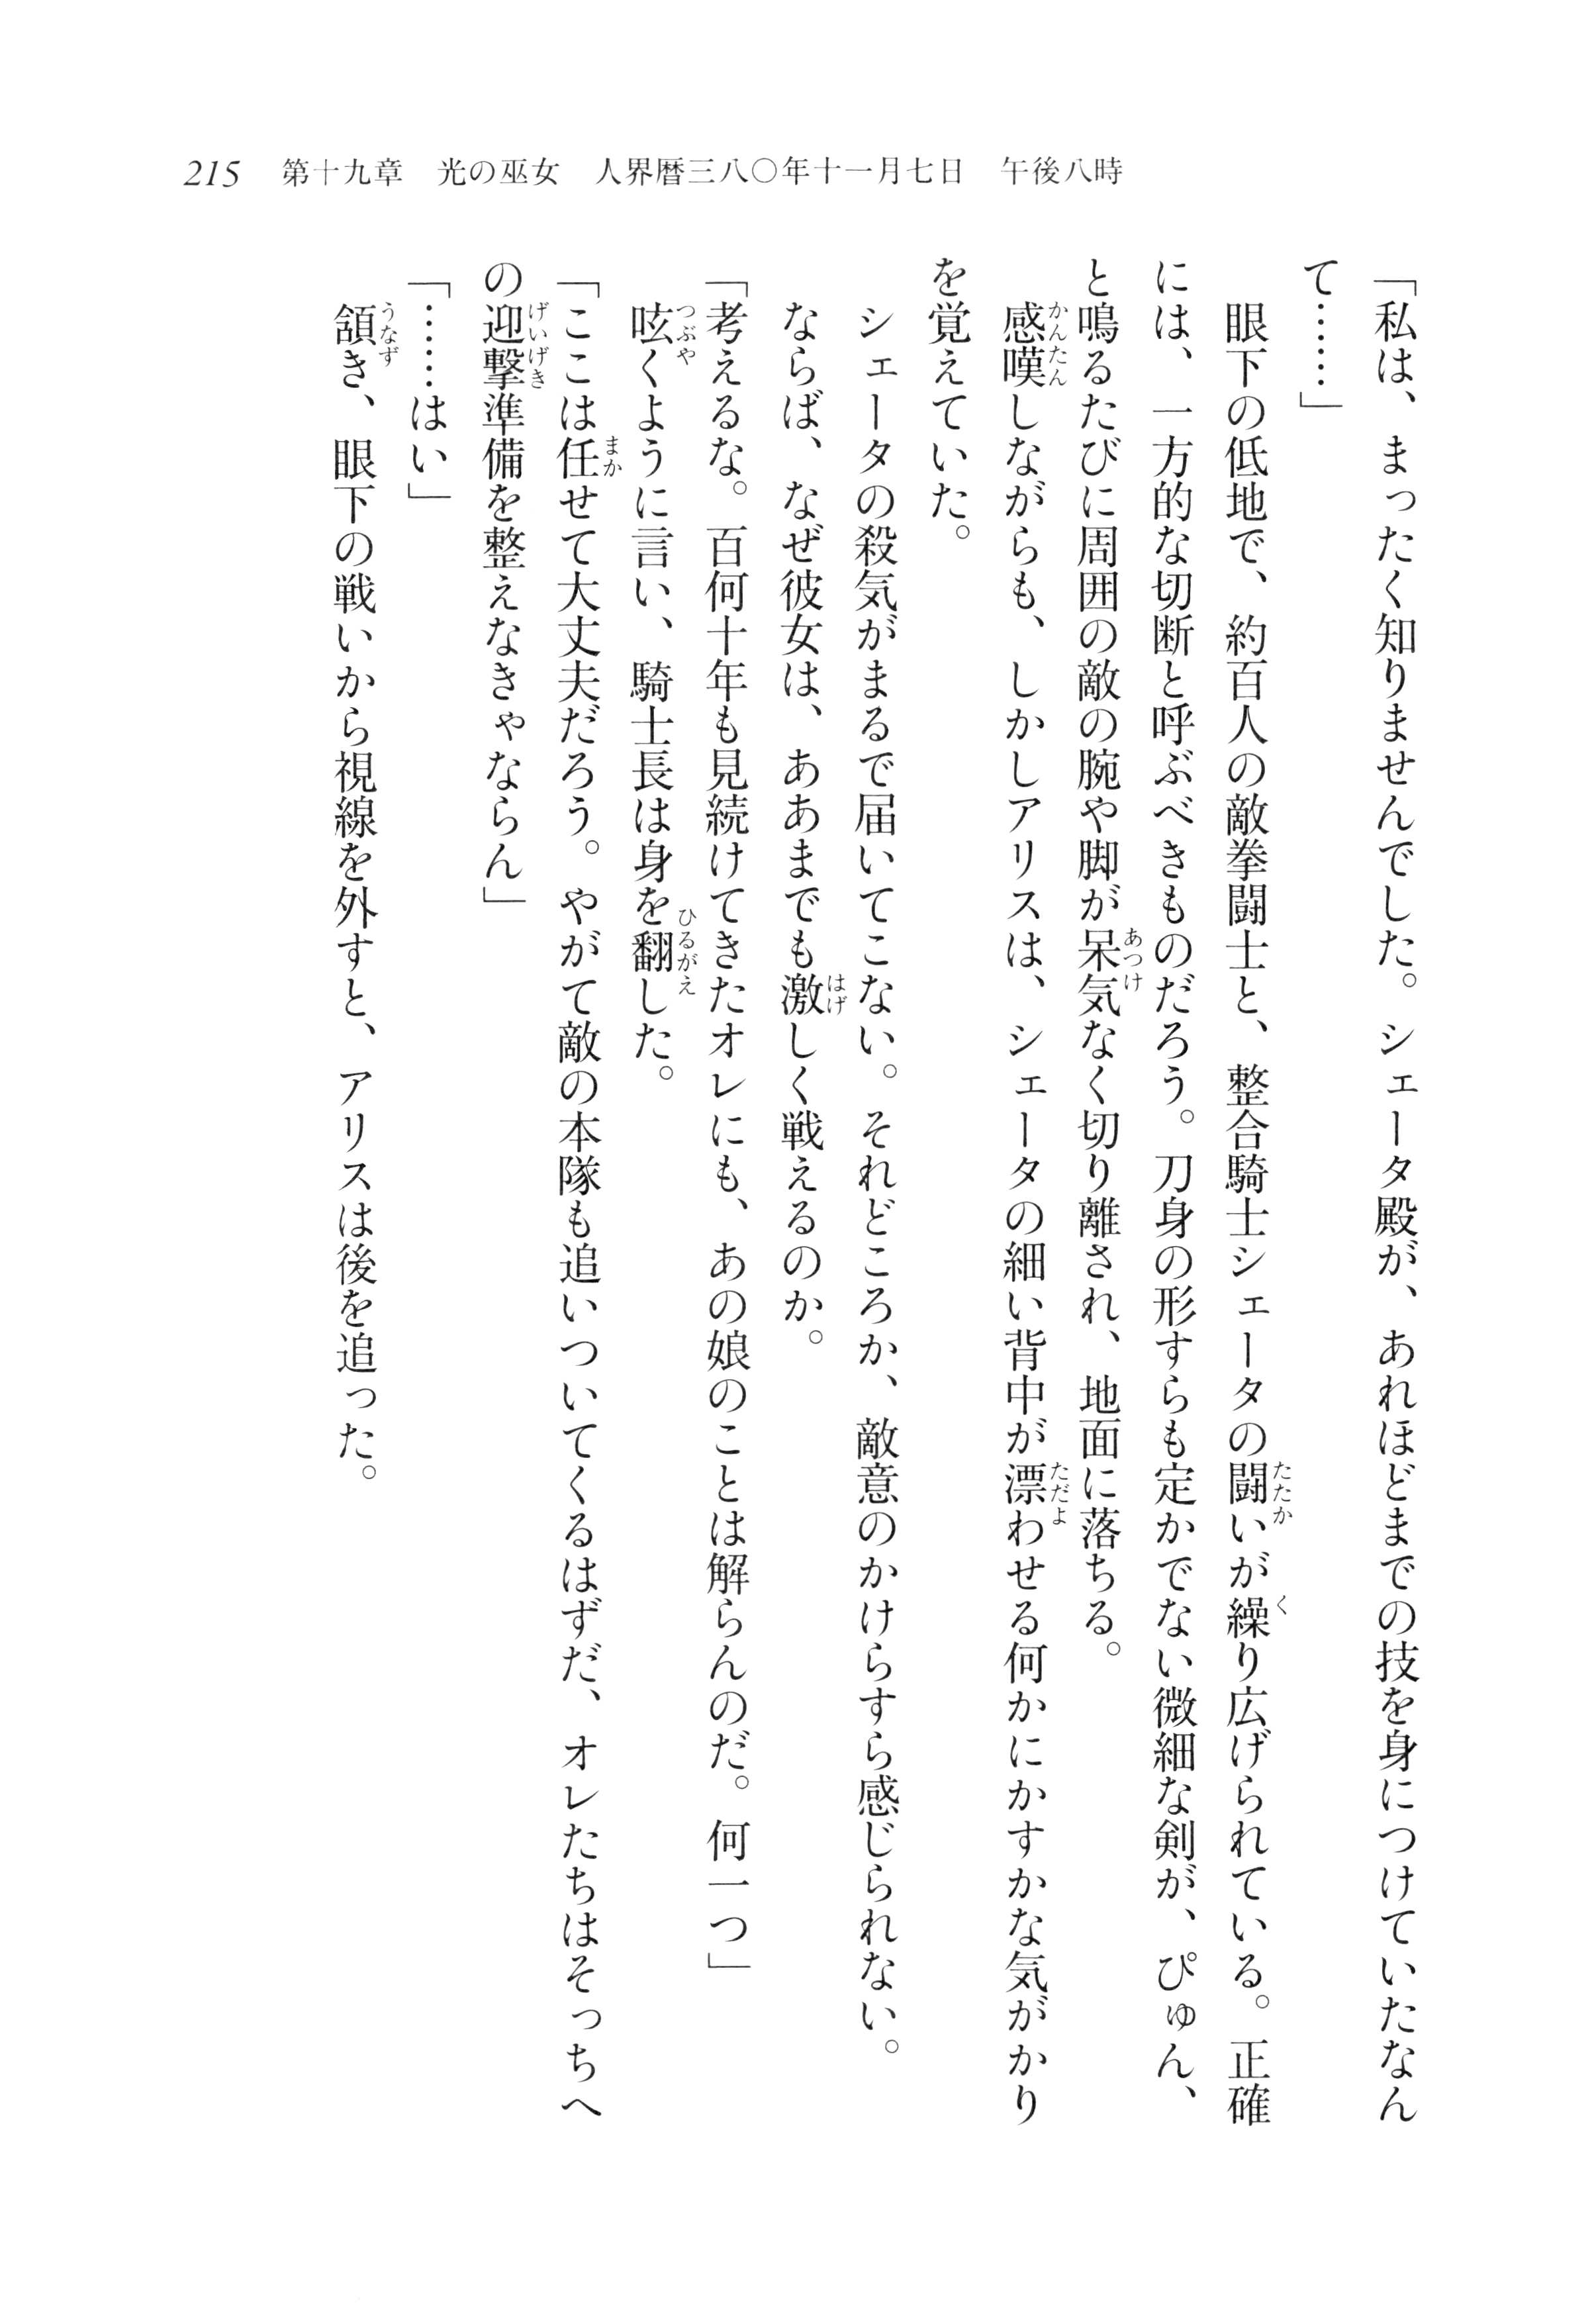 215　第十九章　光の巫女　人界暦三八〇年十一月七日　午後八時
「私は、まったく知りませんでした。シェータ殿が、あれほどまでの技を身につけていたなん
て……」
　眼下の低地で、約百人の敵拳闘士と、整合騎士シェータの闘いが繰り広げられている。正確
には、一方的な切断と呼ぶべきものだろう。刀身の形すらも定かでない微細な剣が、ぴゅん、
と鳴るたびに周囲の敵の腕や脚が呆気なく切り離され、地面に落ちる。
　感嘆しながらも、しかしアリスは、シェータの細い背中が漂わせる何かにかすかな気がかり
を覚えていた。
　シェータの殺気がまるで届いてこない。それどころか、敵意のかけらすら感じられない。
　ならば、なぜ彼女は、ああまでも激しく戦えるのか。
「考えるな。百何十年も見続けてきたオレにも、あの娘のことは解らんのだ。何一つ」
　呟くように言い、騎士長は身を翻した。
「ここは任せて大丈夫だろう。やがて敵の本隊も追いついてくるはずだ、オレたちはそっちへ
の迎撃準備を整えなきゃならん」
「……はい」
　頷き、眼下の戦いから視線を外すと、アリスは後を追った。